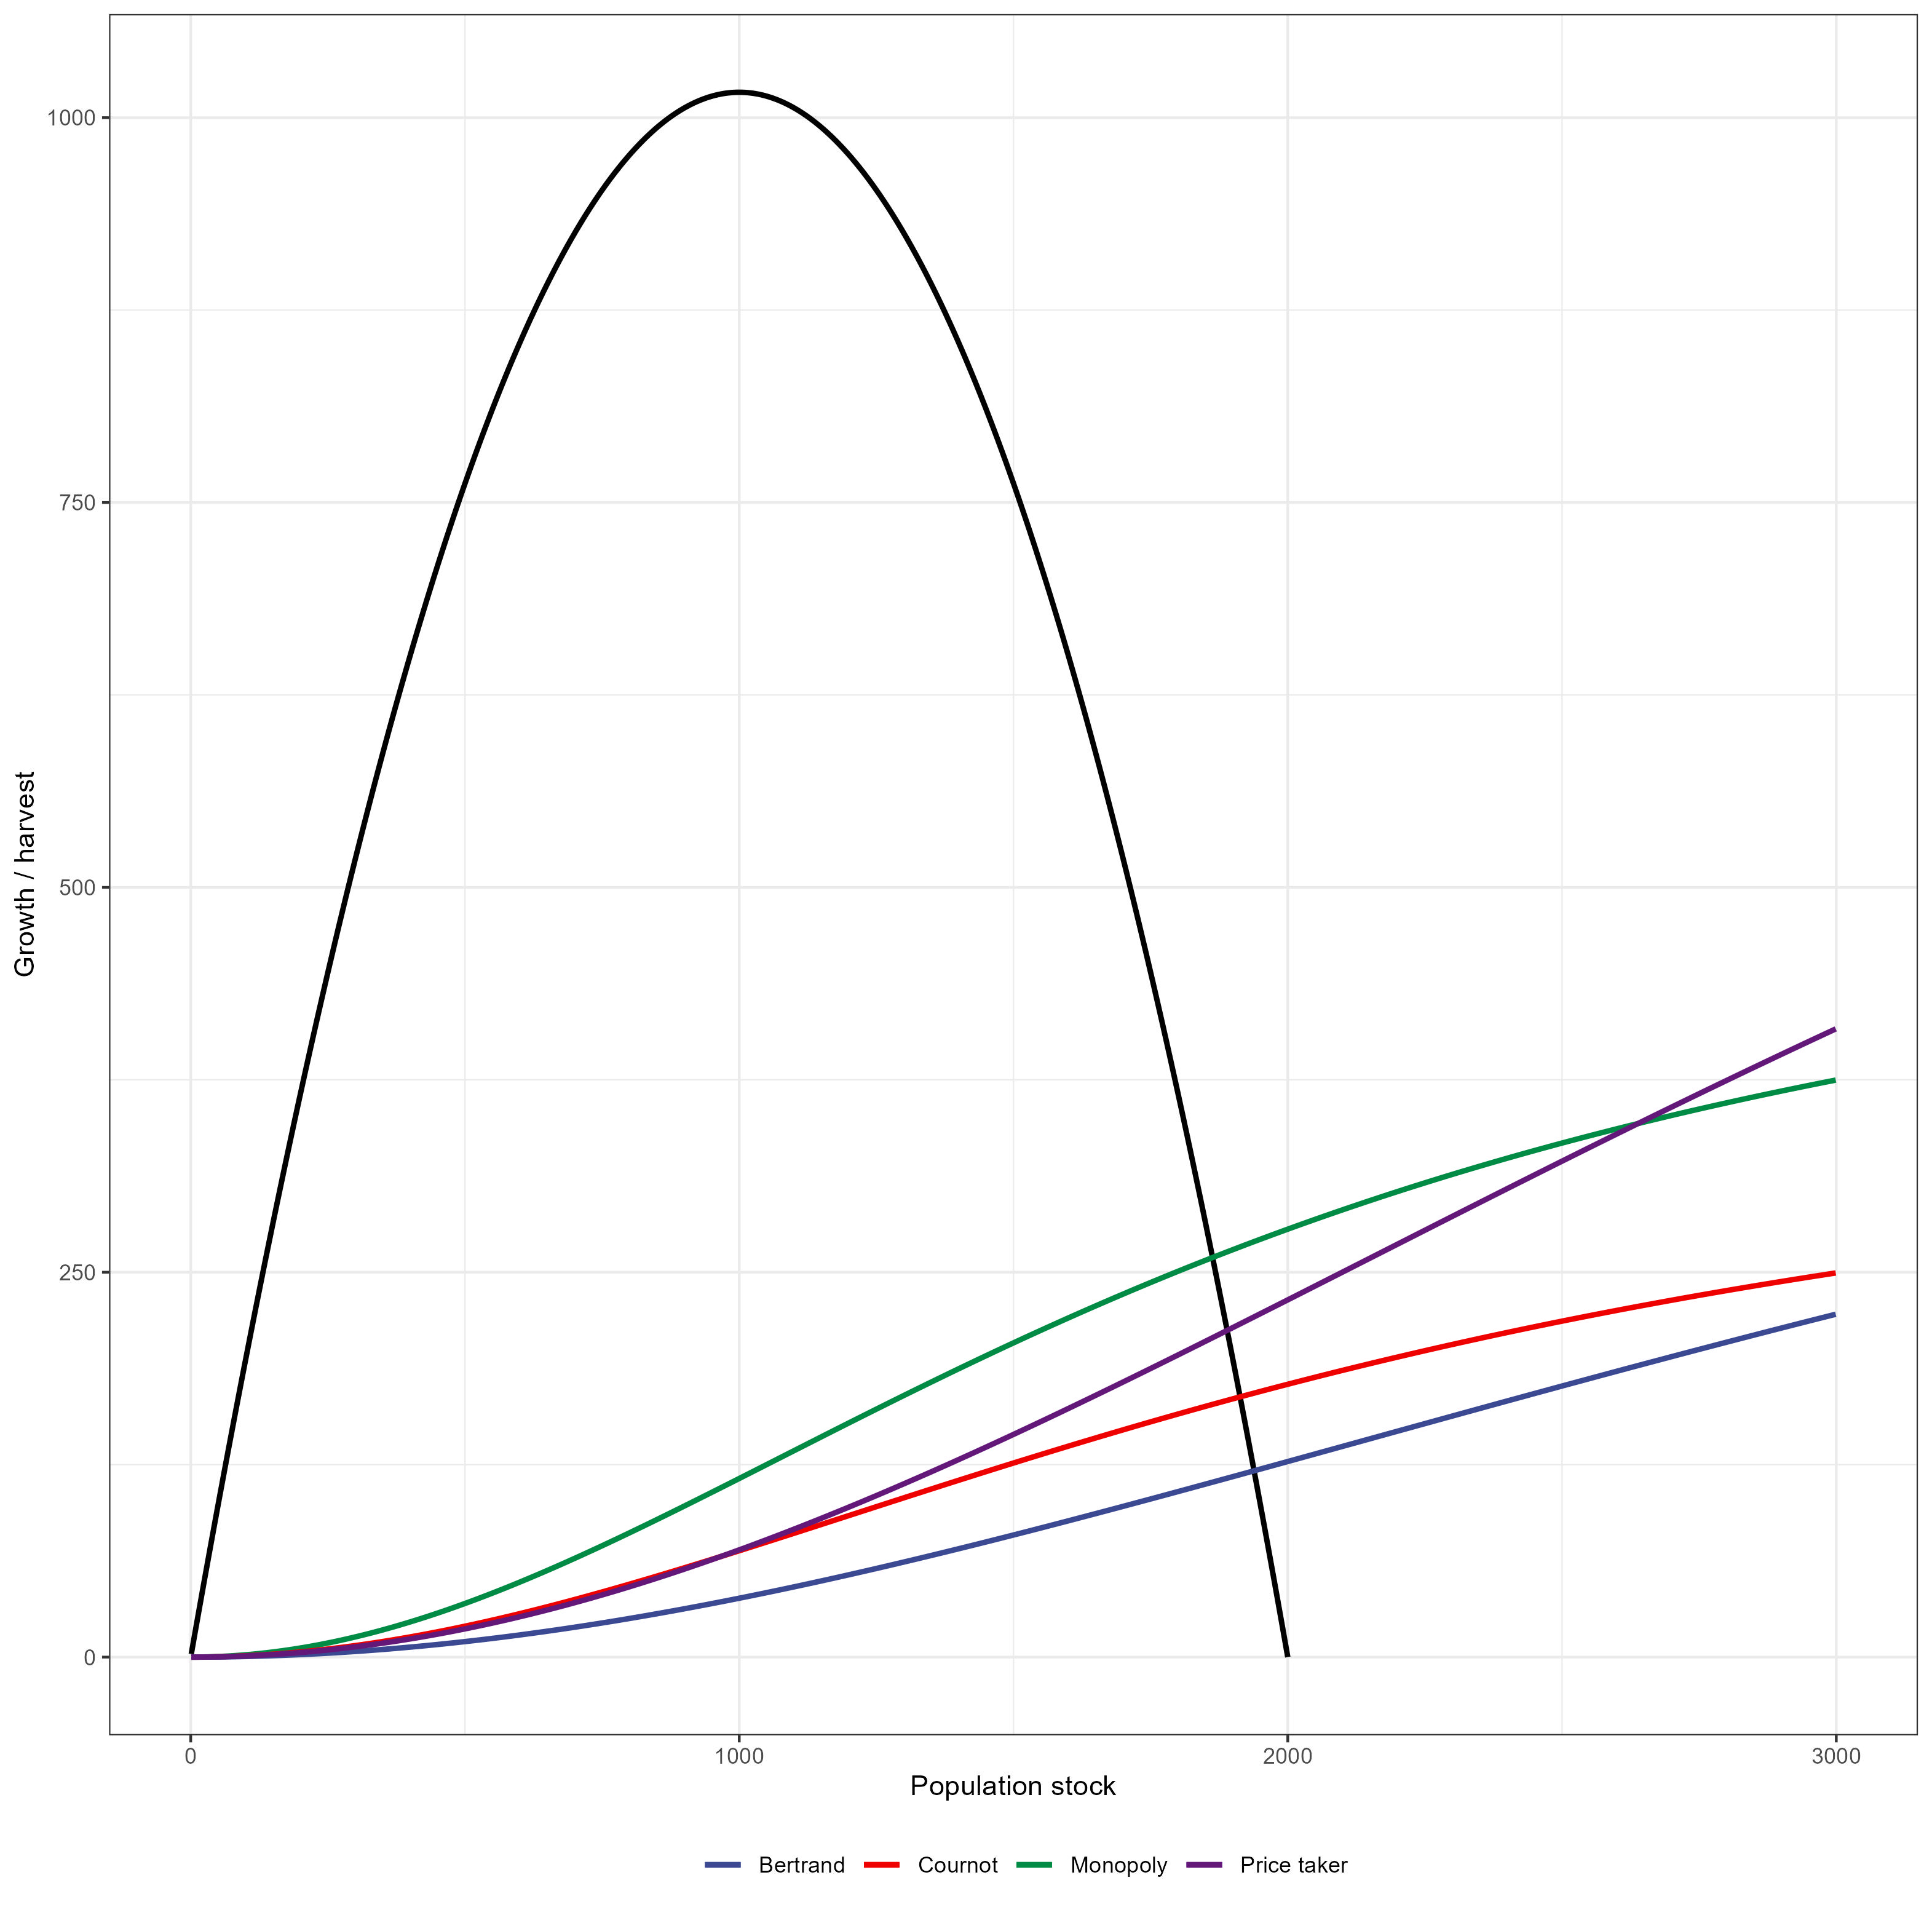 Growth / harvest
1000
750
500
250
0
0 1000 2000 3000
Population stock
Bertrand Cournot Monopoly Price taker